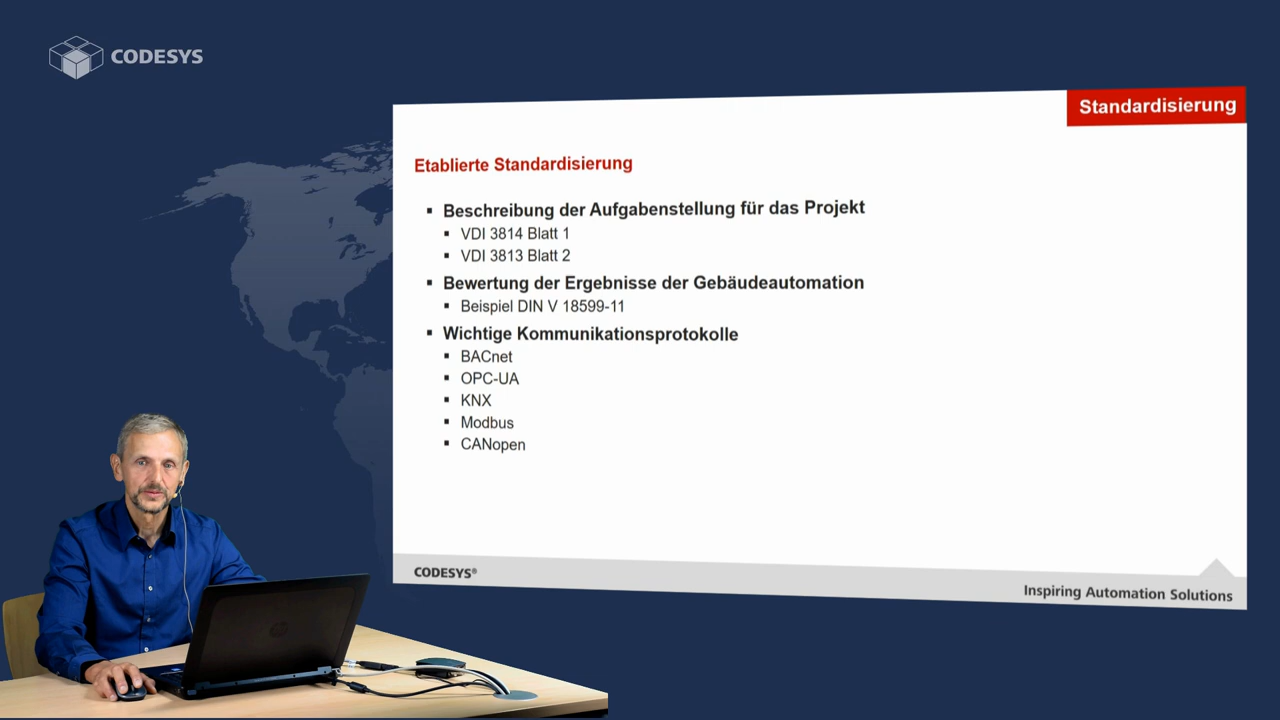 CODESYS
Standardisierung
Etablierte Standardisierung
▪ Beschreibung der Aufgabenstellung für das Projekt
▪ VDI 3814 Blatt 1
▪ VDI 3813 Blatt 2
▪ Bewertung der Ergebnisse der Gebäudeautomation
▪ Beispiel DIN V 18599-11
▪ Wichtige Kommunikationsprotokolle
▪ BACnet
▪ OPC-UA
▪ KNX
▪ Modbus
▪ CANopen
CODESYS®
Inspiring Automation Solutions